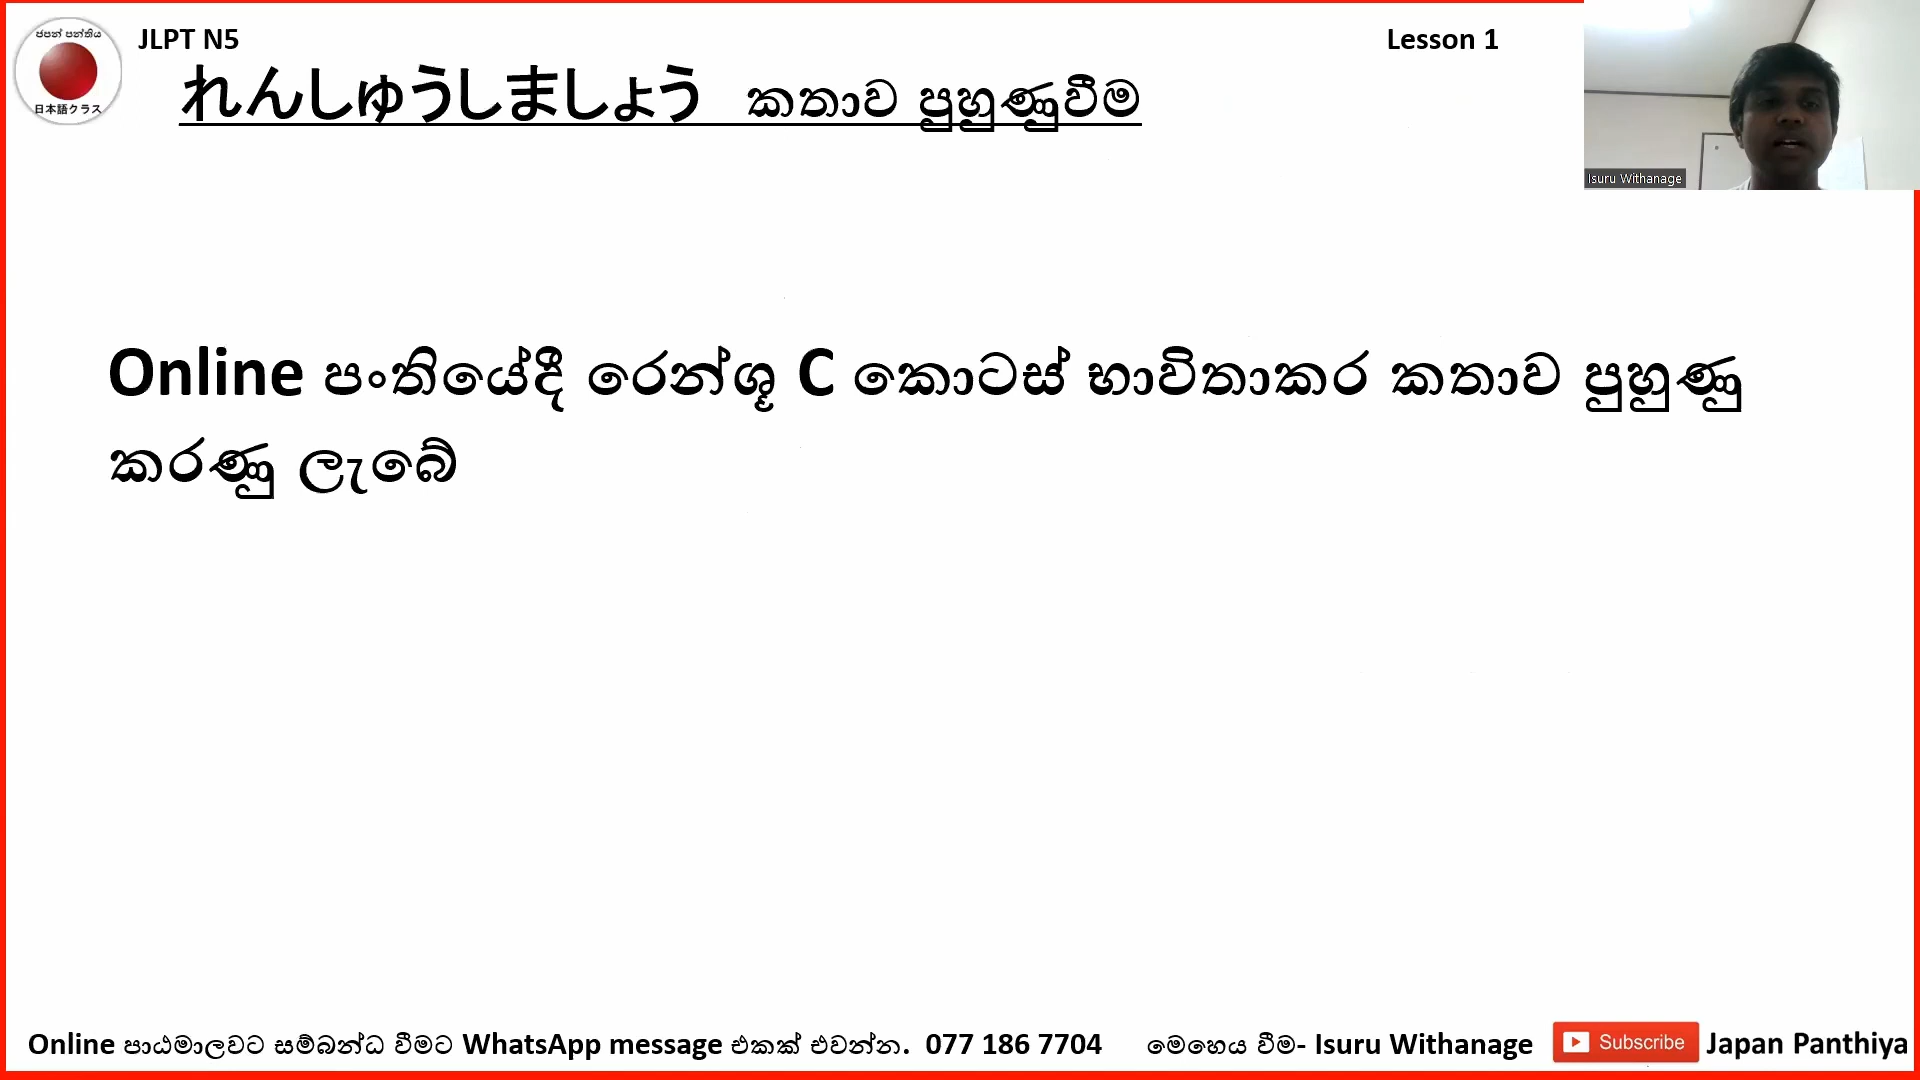 ජපන් පන්තිය
日本語クラス
JLPT N5
Lesson 1
れんしゅうしましょう කතාව පුහුණුවීම
Isuru Withanage
Online පංතියේදී රෙන්ශූ C කොටස් භාවිතාකර කතාව පුහුණු
කරණු ලැබේ
Online පාඨමාලවට සම්බන්ධ වීමට WhatsApp message එකක් එවන්න. 077 186 7704 මෙහෙය වීම- Isuru Withanage Subscribe Japan Panthiya